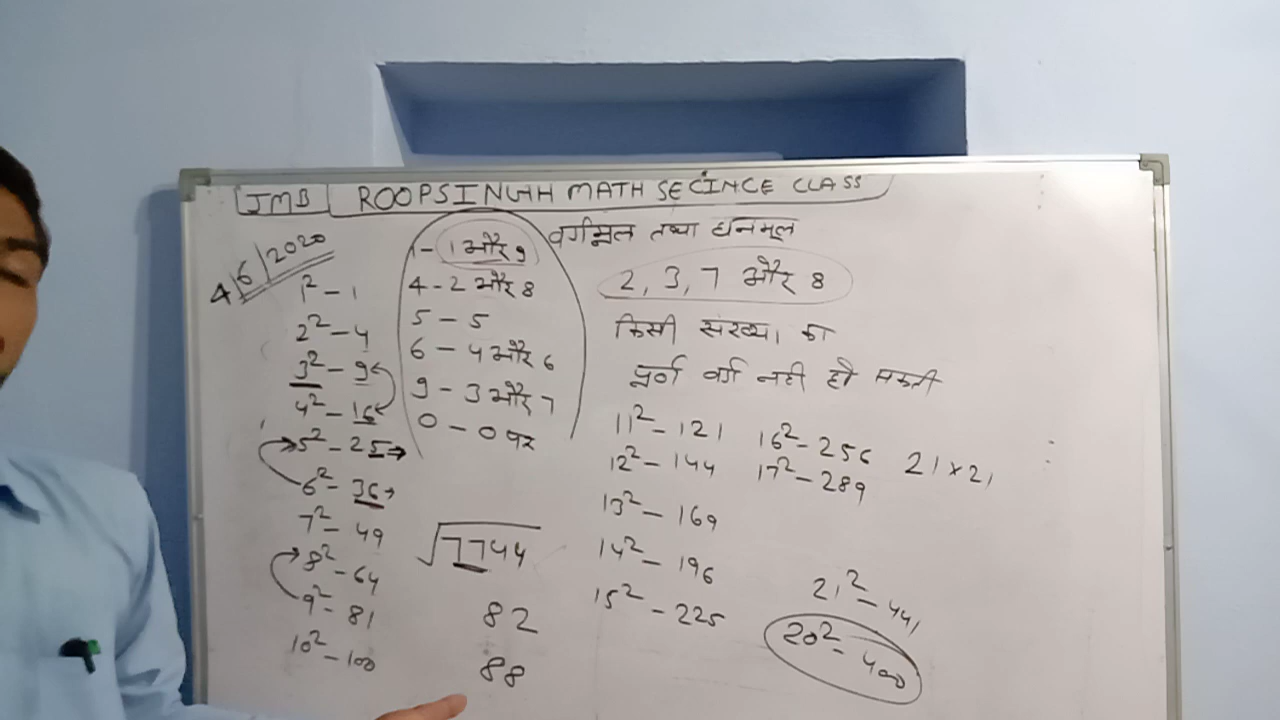 JMB ROOPSINGH MATH SECINCE CLASS
4/6/2020
वर्गमूल तथा घनमूल
1² - 1
2² - 4
3² - 9
4² - 16
5² - 25
6² - 36
7² - 49
8² - 64
9² - 81
10² - 100
1 - 1 और 9
4 - 2 और 8
5 - 5
6 - 4 और 6
9 - 3 और 7
0 - 0 पर
√7744
82
88
2, 3, 7 और 8
किसी संख्या का
पूर्ण वर्ग नही हो सकती
11² - 121
12² - 144
13² - 169
14² - 196
15² - 225
16² - 256
17² - 289
21 × 21
21² - 441
20² - 400